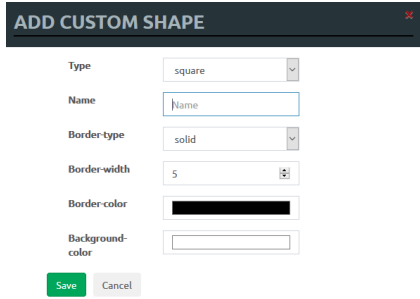 ADD CUSTOM SHAPE
Type
square
Name
Name
Border-type
solid
Border-width
5
Border-color
Background-
color
Save Cancel